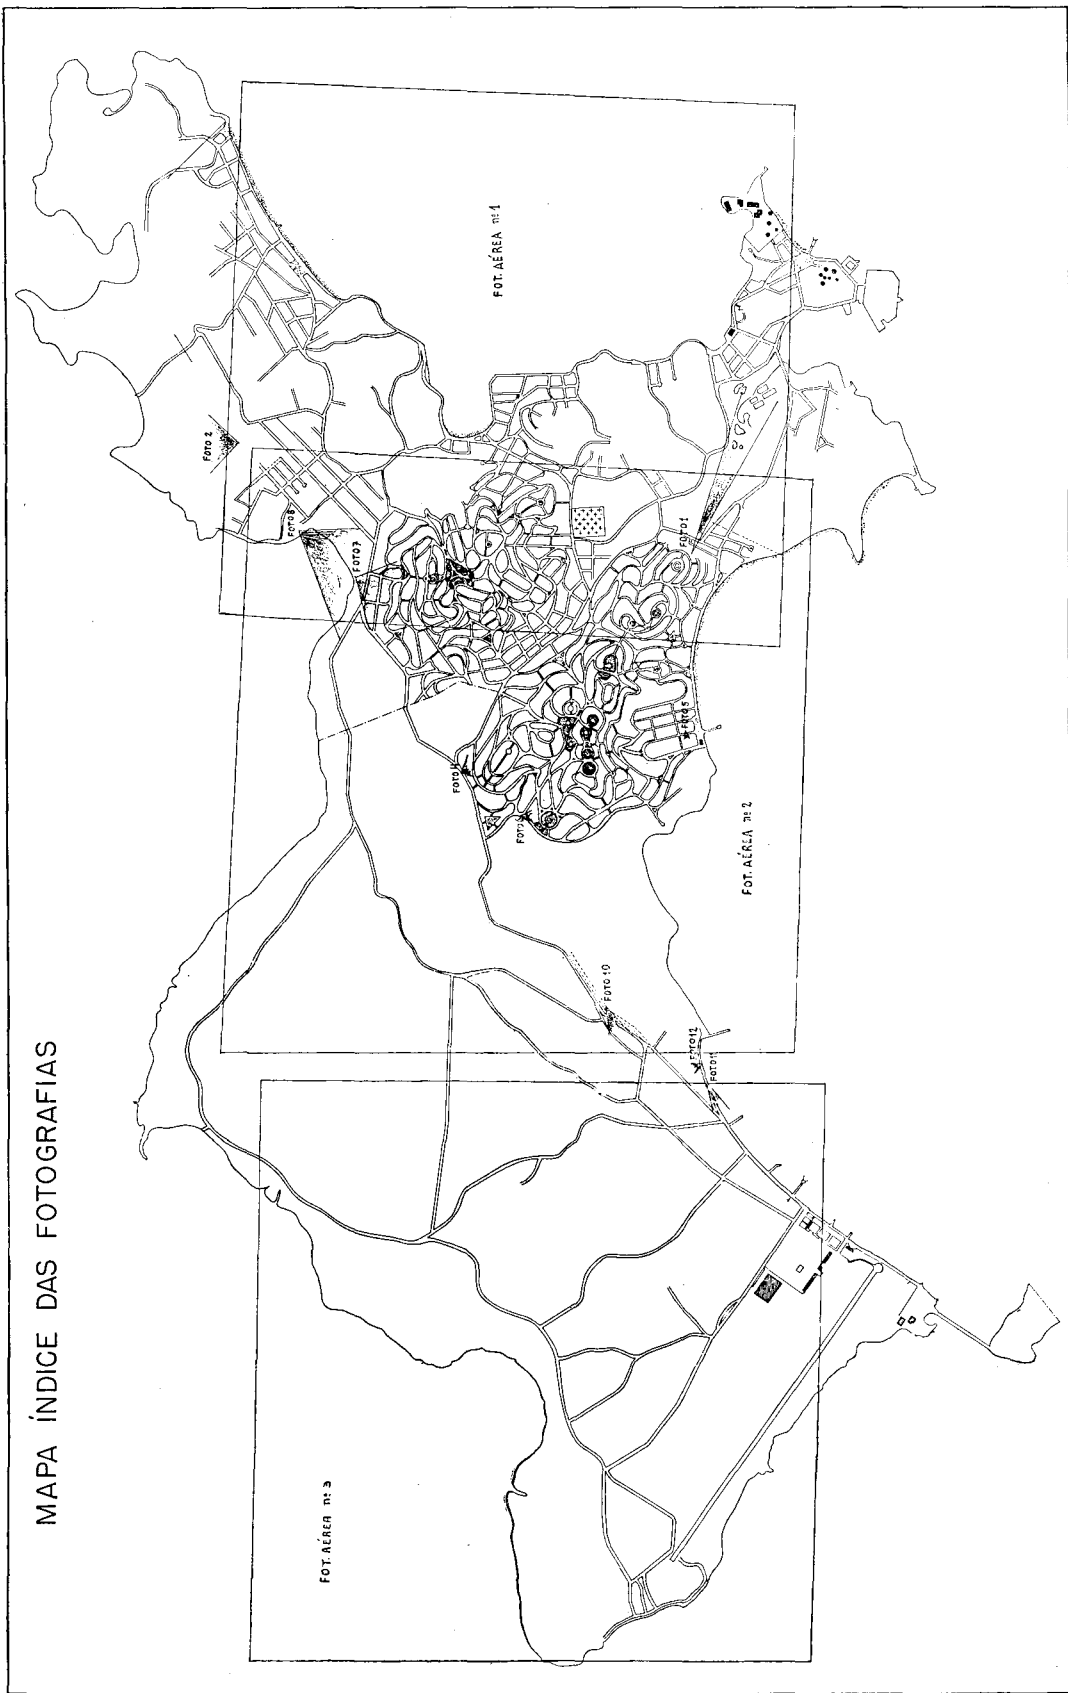 MAPA ÍNDICE DAS FOTOGRAFIAS
FOT. AÉREA nº 1
FOTO 2
FOTO 8
FOTO 7
FOTO 1
FOTO 5
FOT. AÉREA nº 2
FOTO 10
FOTO 12
FOT. AÉREA nº 3